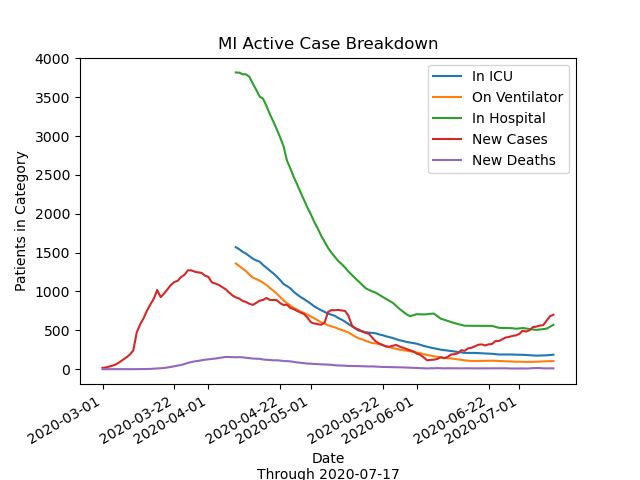 MI Active Case Breakdown
4000
3500
3000
2500
2000
1500
1000
500
0
Patients in Category
In ICU
On Ventilator
In Hospital
New Cases
New Deaths
2020-03-01
2020-03-22
2020-04-01
2020-04-22
2020-05-01
2020-05-22
2020-06-01
2020-06-22
2020-07-01
Date
Through 2020-07-17